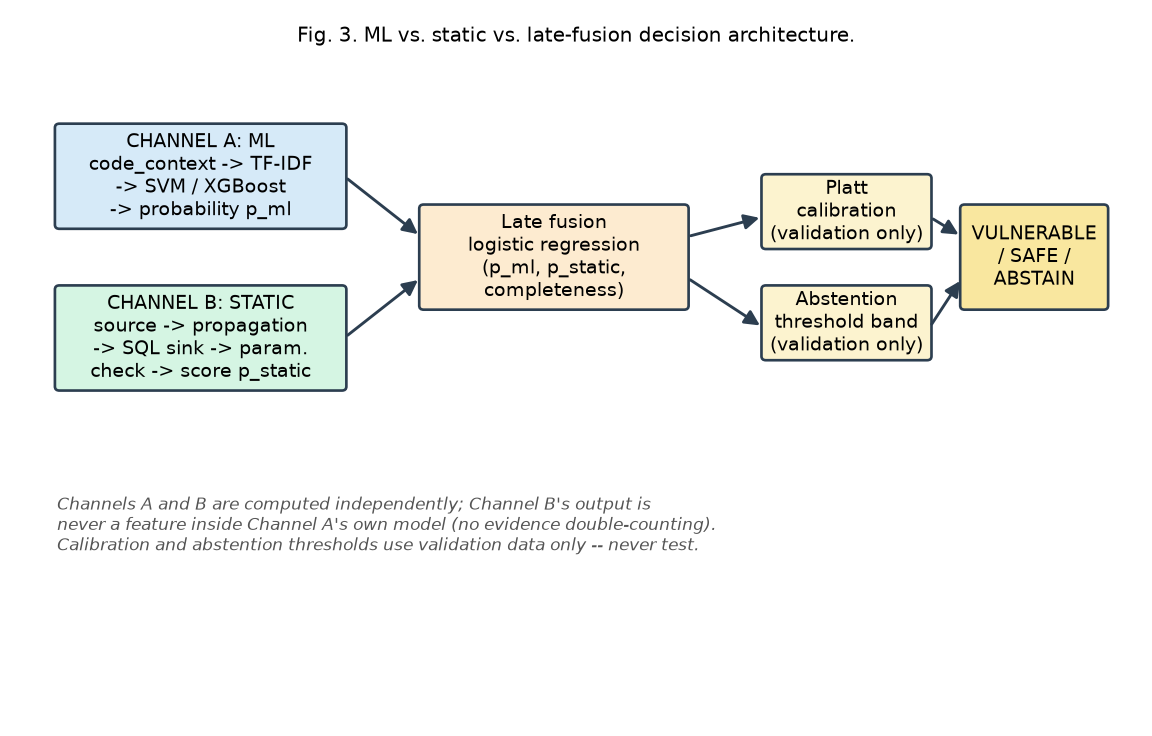 Fig. 3. ML vs. static vs. late-fusion decision architecture.
CHANNEL A: ML
code_context -> TF-IDF
-> SVM / XGBoost
-> probability p_ml
CHANNEL B: STATIC
source -> propagation
-> SQL sink -> param.
check -> score p_static
Late fusion
logistic regression
(p_ml, p_static,
completeness)
Platt
calibration
(validation only)
Abstention
threshold band
(validation only)
VULNERABLE
/ SAFE /
ABSTAIN
Channels A and B are computed independently; Channel B's output is
never a feature inside Channel A's own model (no evidence double-counting).
Calibration and abstention thresholds use validation data only -- never test.